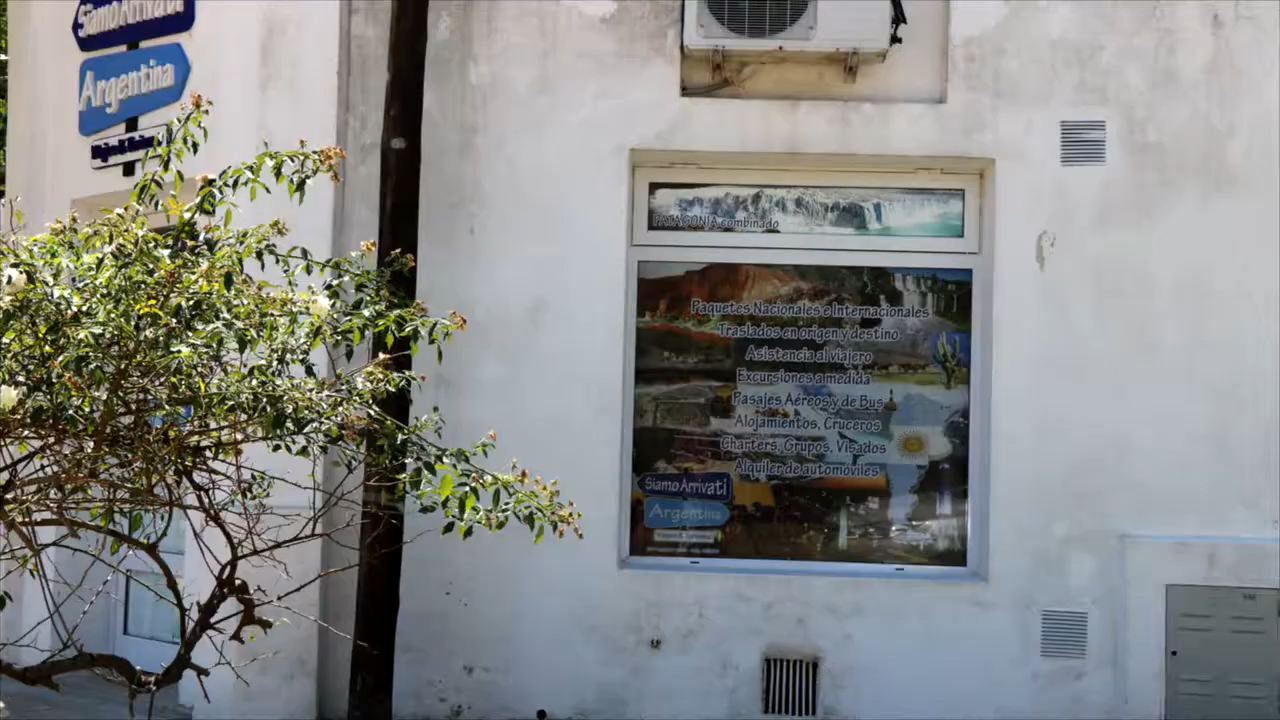 Siamo Arrivati
Argentina
PATAGONIA combinado
Paquetes Nacionales e Internacionales
Traslados en origen y destino
Asistencia al viajero
Excursiones a medida
Pasajes Aéreos y de Bus
Alojamientos, Cruceros
Charters, Grupos, Visados
Alquiler de automóviles
Siamo Arrivati
Argentina